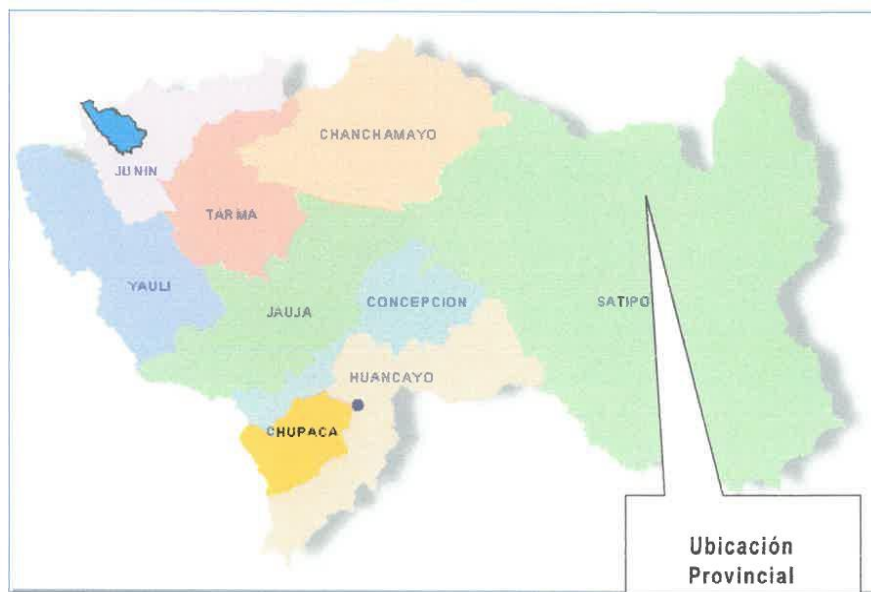 CHANCHAMAYO
JUNIN
TARMA
YAULI
JAUJA
CONCEPCION
SATIPO
HUANCAYO
CHUPACA
Ubicación
Provincial